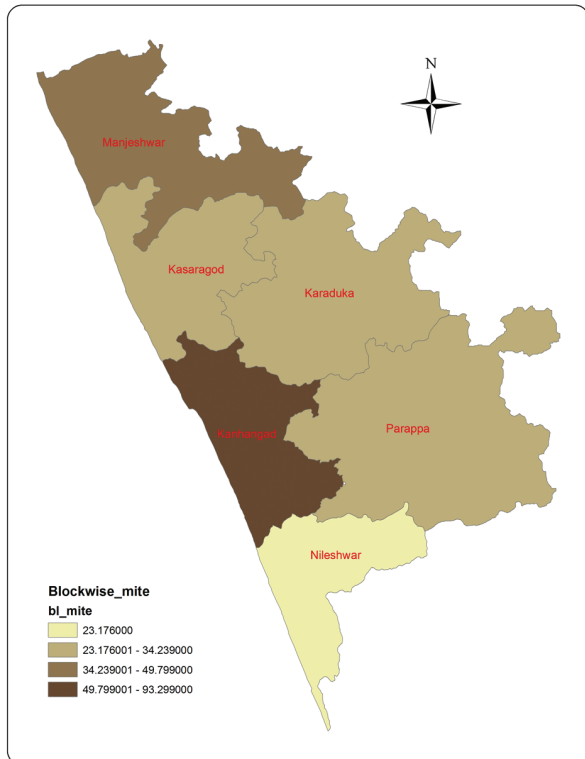 N
Manjeshwar
Kasaragod
Karaduka
Kanhangad
Parappa
Nileshwar
Blockwise_mite
bl_mite
23.176000
23.176001 - 34.239000
34.239001 - 49.799000
49.799001 - 93.299000